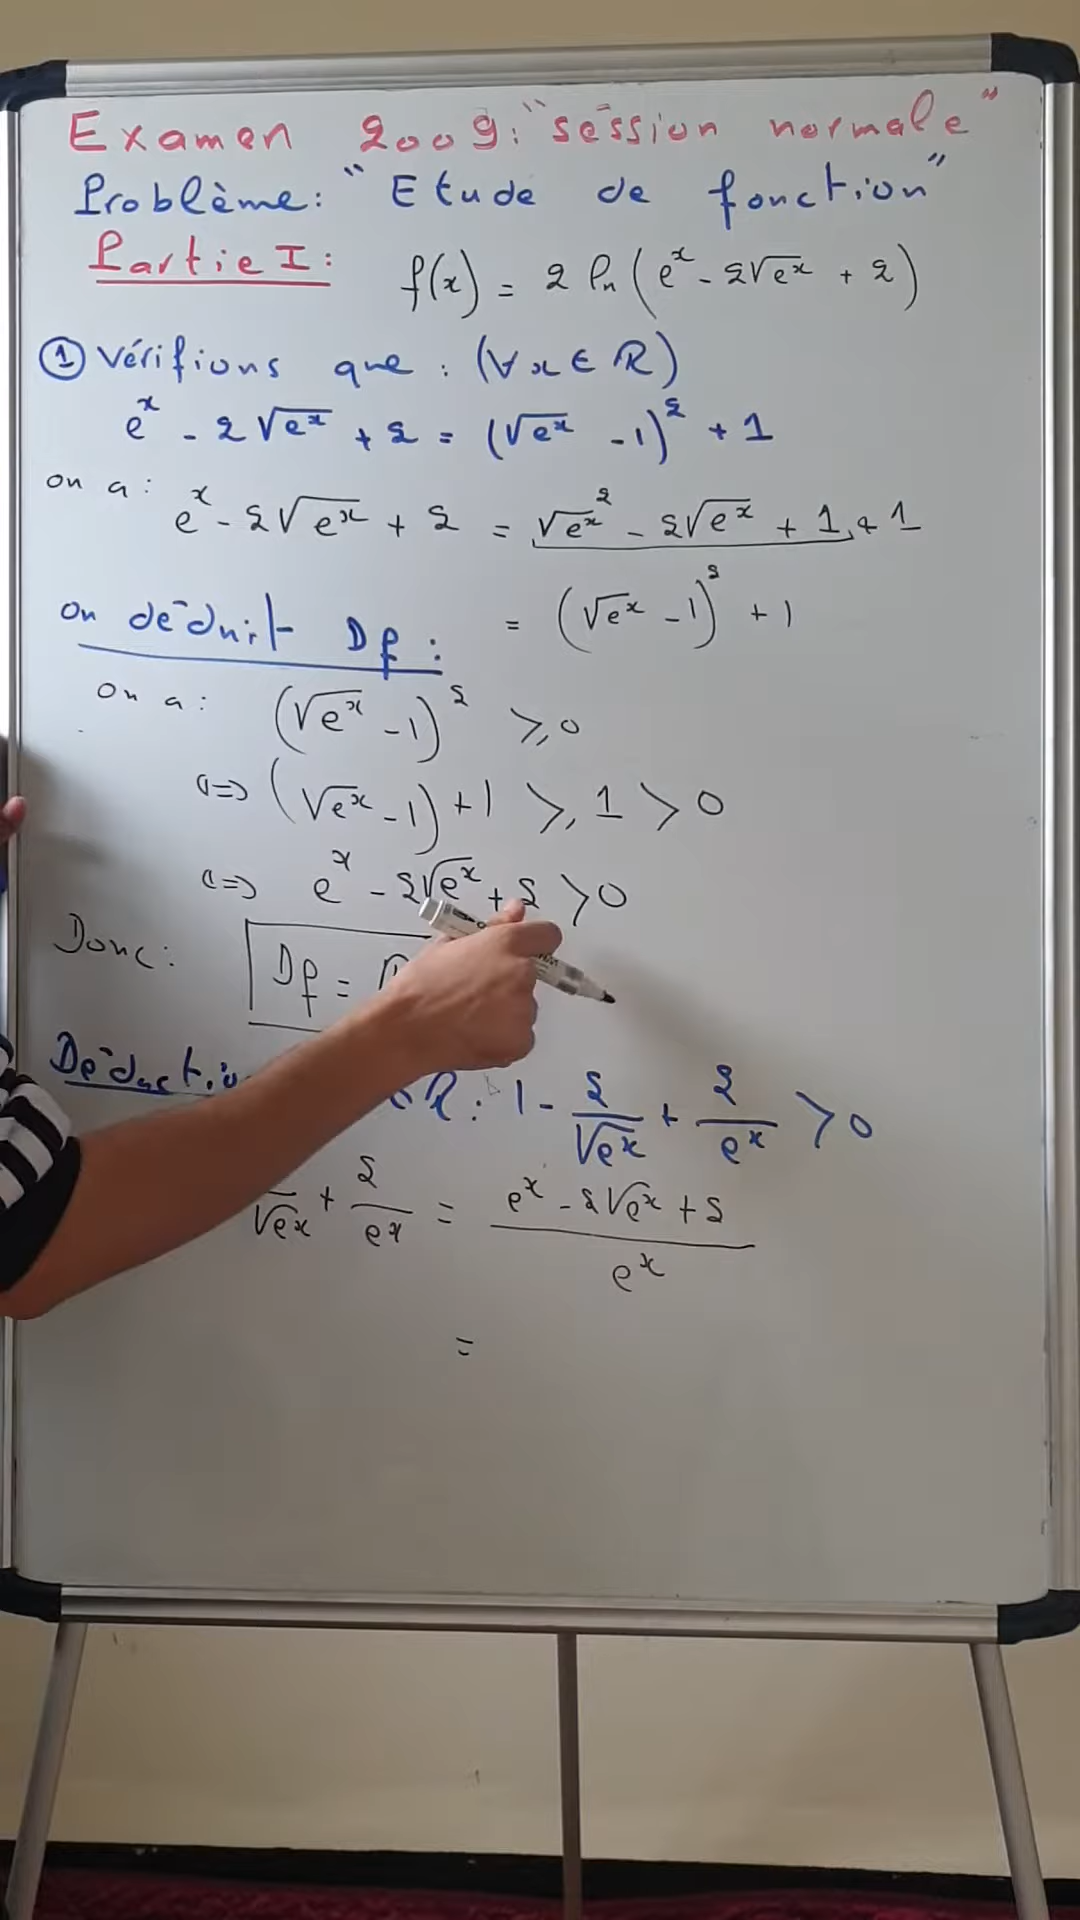 Examen 2009: "session normale"
Problème: "Etude de fonction"
Partie I: f(x) = 2 ln(e^x - 2√e^x + 2)
① Vérifions que : (∀x ∈ ℝ)
e^x - 2√e^x + 2 = (√e^x - 1)^2 + 1
on a : e^x - 2√e^x + 2 = √e^x^2 - 2√e^x + 1 + 1
= (√e^x - 1)^2 + 1
on déduit Df :
on a : (√e^x - 1)^2 ≥ 0
⇔ (√e^x - 1) + 1 ≥ 1 > 0
⇔ e^x - 2√e^x + 2 > 0
Donc : Df =
Déductio ℝ : 1 - 2/√e^x + 2/e^x > 0
√e^x + 2/e^x = (e^x - 2√e^x + 2)/e^x
=